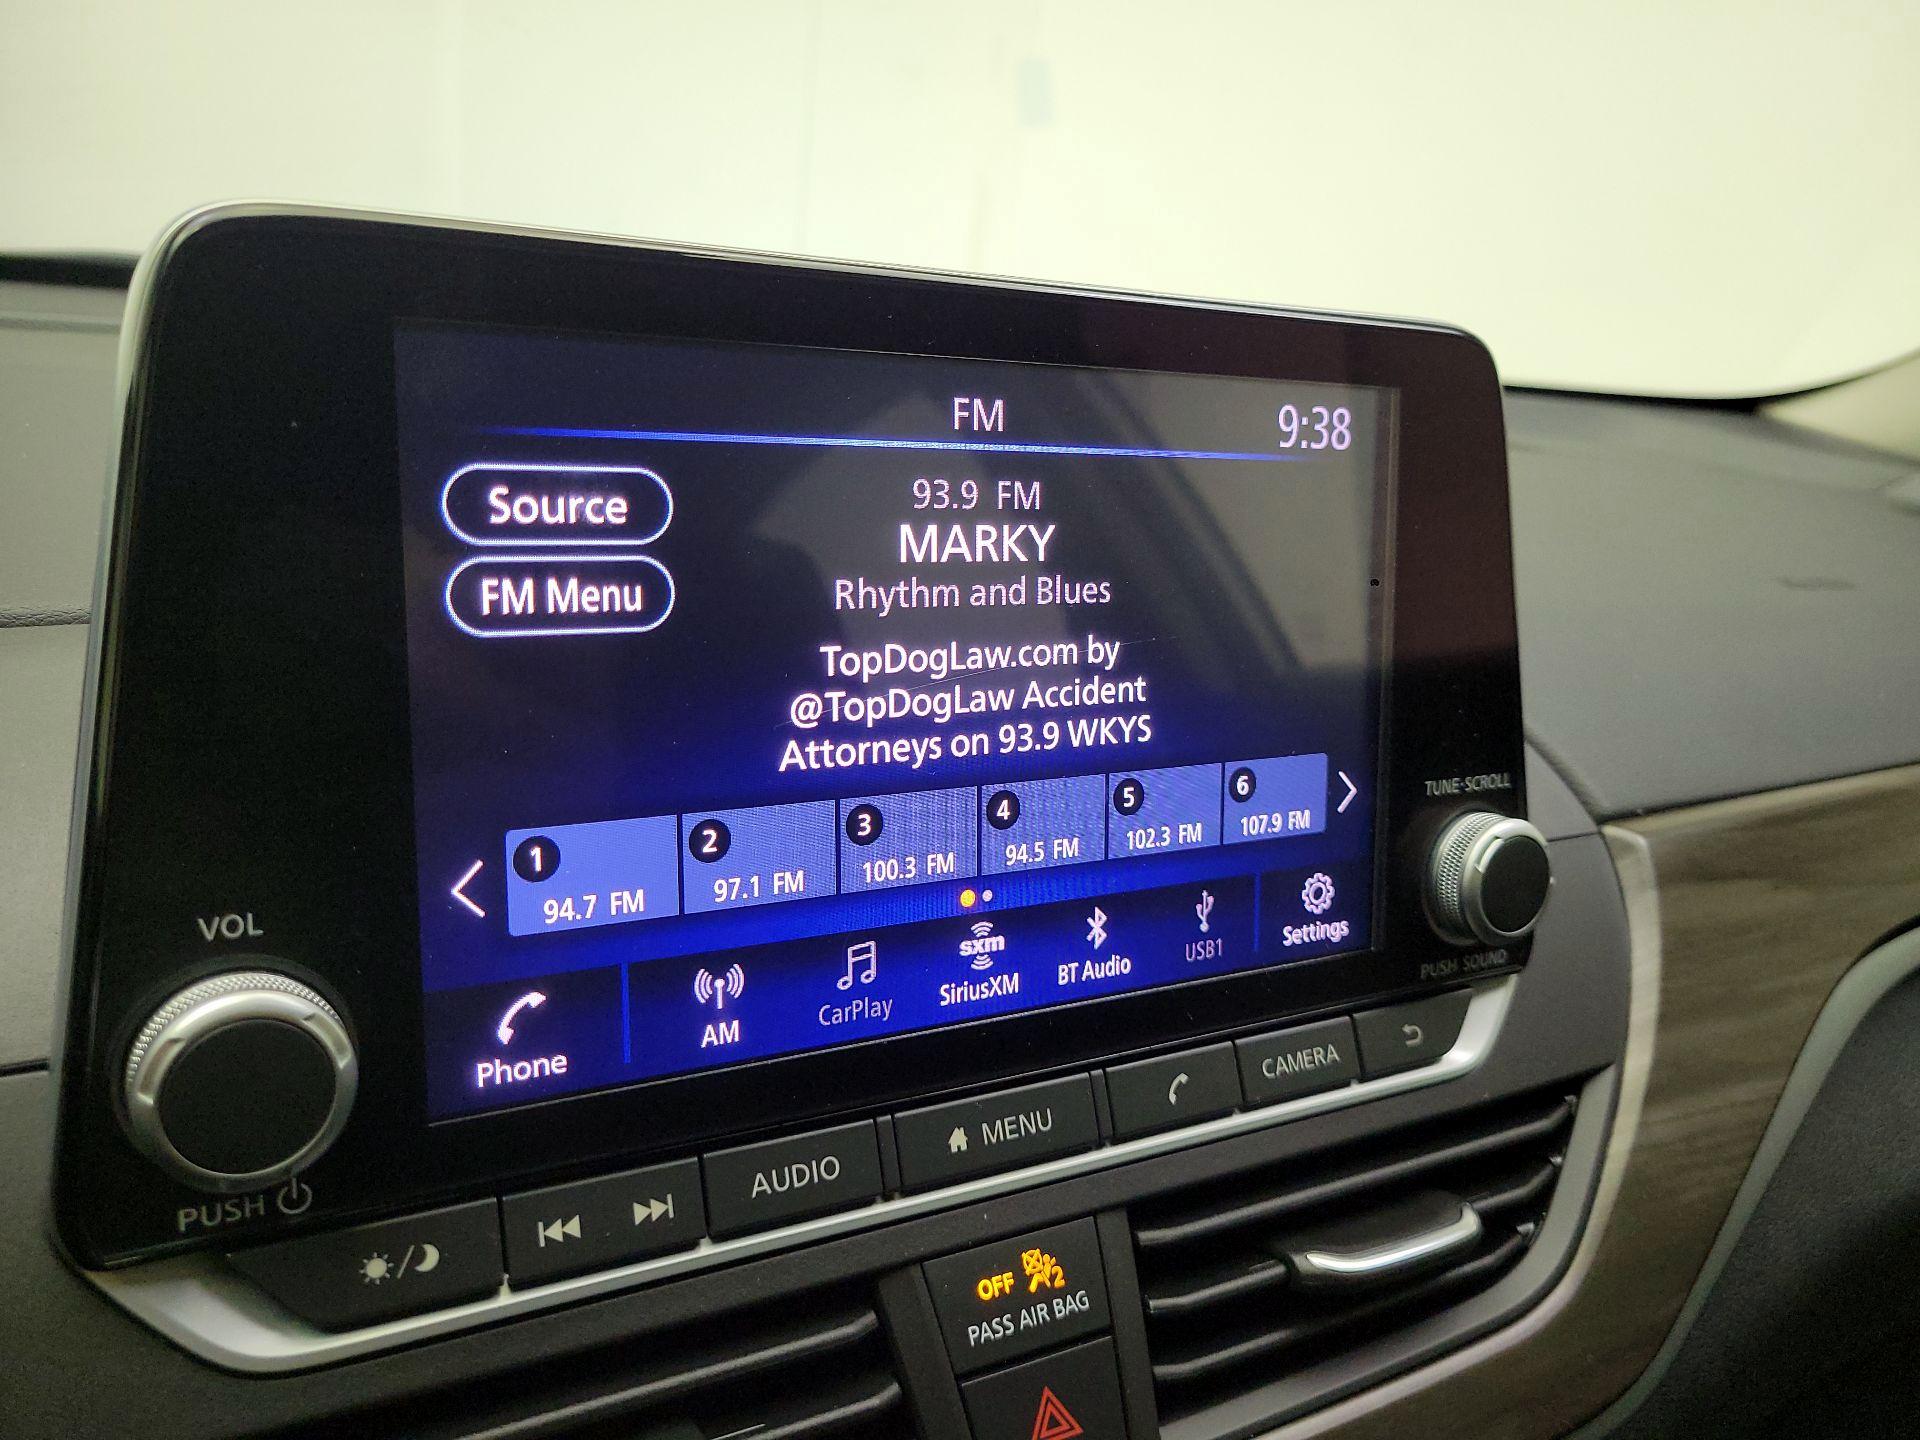 FM
9:38
Source
FM Menu
93.9 FM
MARKY
Rhythm and Blues
TopDogLaw.com by
@TopDogLaw Accident
Attorneys on 93.9 WKYS
1
94.7 FM
2
97.1 FM
3
100.3 FM
4
94.5 FM
5
102.3 FM
6
107.9 FM
Phone
AM
CarPlay
sxm
SiriusXM
BT Audio
USB1
Settings
VOL
PUSH
TUNE·SCROLL
PUSH SOUND
AUDIO
MENU
CAMERA
OFF
2
PASS AIR BAG